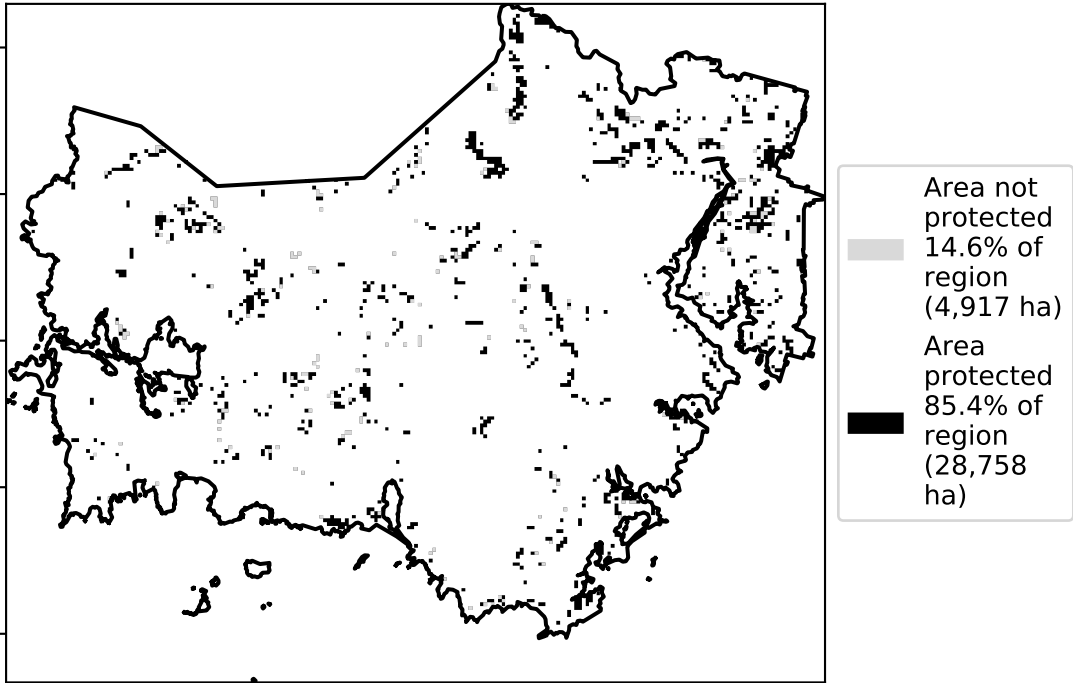 Area not
protected
14.6% of
region
(4,917 ha)
Area
protected
85.4% of
region
(28,758
ha)